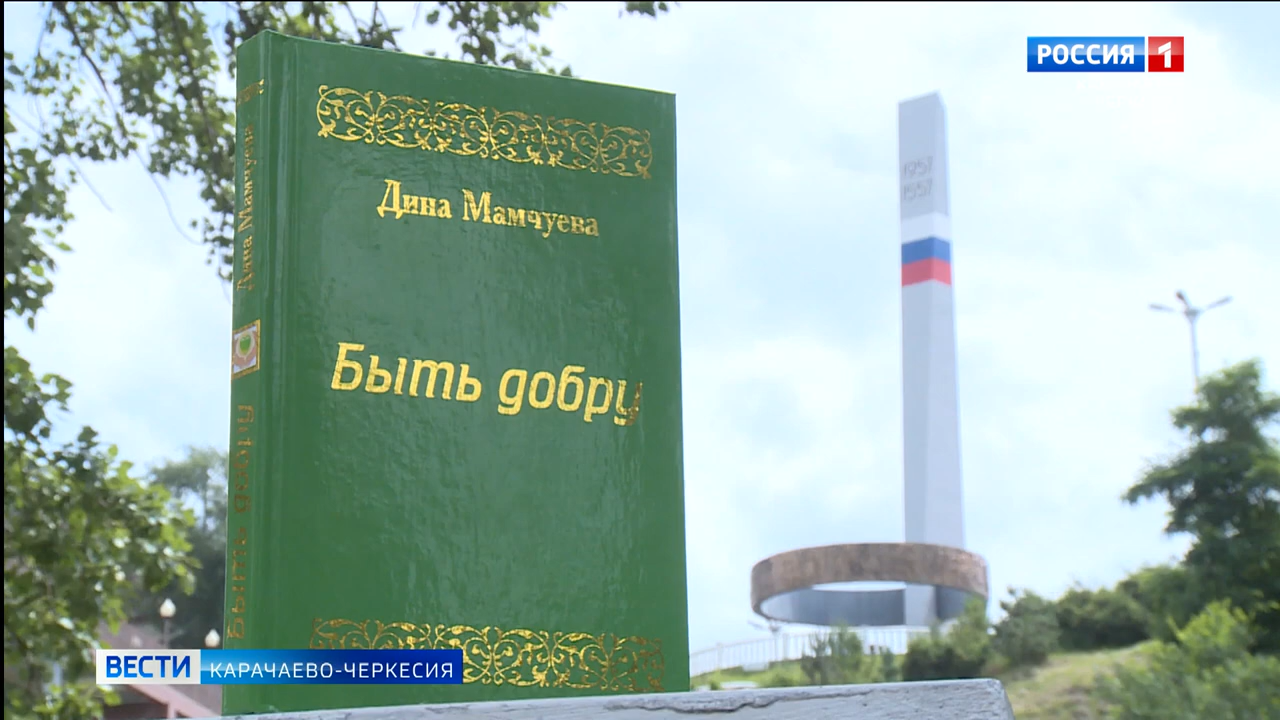 РОССИЯ 1
Дина Мамчуева
Быть добру
Дина Мамчуева
Быть добру
1957
1557
ВЕСТИ КАРАЧАЕВО-ЧЕРКЕСИЯ